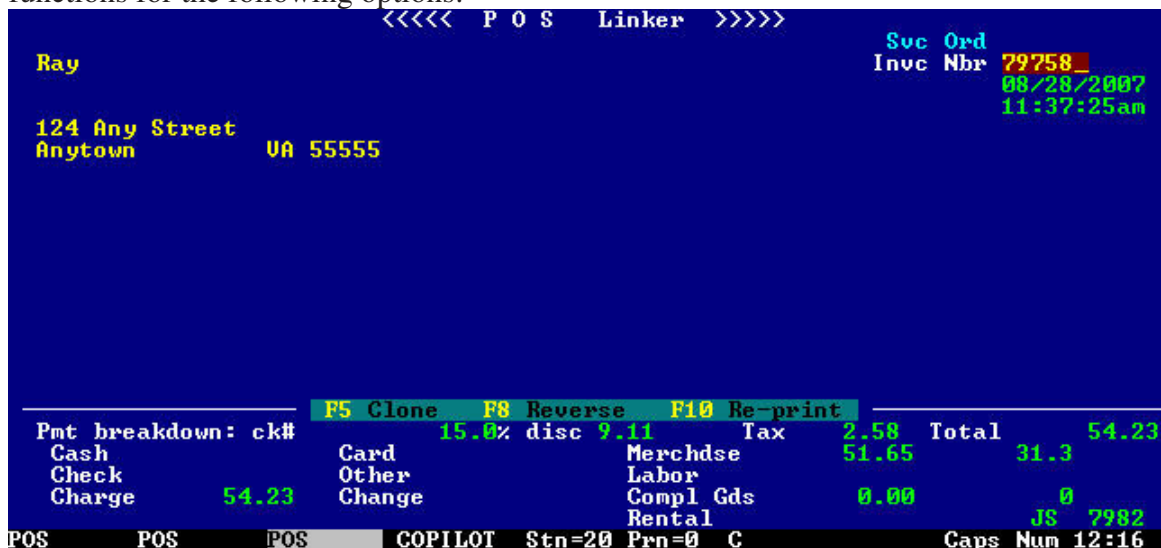 functions for the following options.
<<<<< P O S Linker >>>>>
Svc Ord
Ray Invc Nbr 79758_
08/28/2007
11:37:25am
124 Any Street
Anytown VA 55555
F5 Clone F8 Reverse F10 Re-print
Pmt breakdown: ck# 15.0% disc 9.11 Tax 2.58 Total 54.23
Cash Card Merchdse 51.65 31.3
Check Other Labor
Charge 54.23 Change Compl Gds 0.00 0
Rental JS 7982
POS POS POS COPILOT Stn=20 Prn=0 C Caps Num 12:16